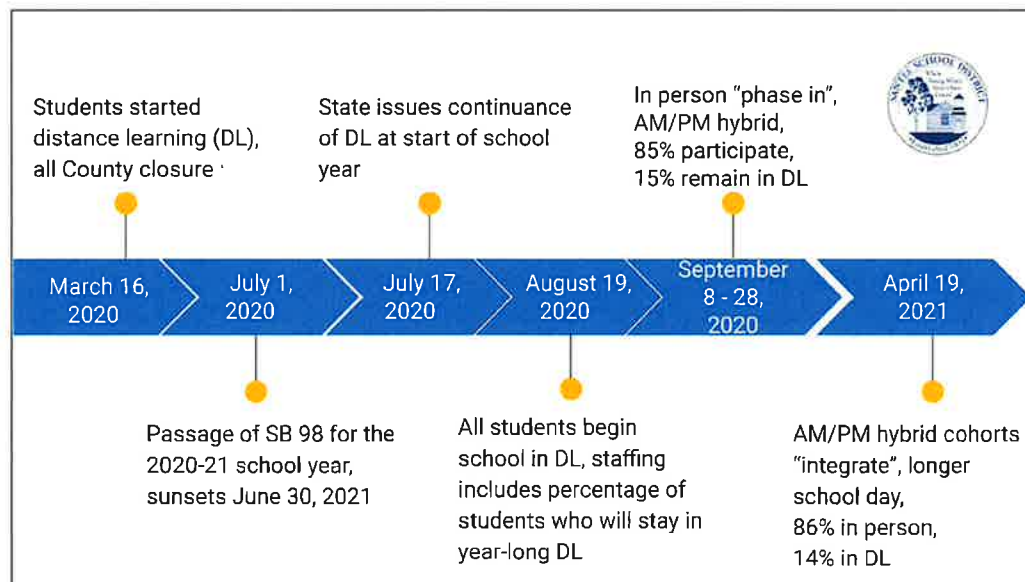 Students started
distance learning (DL),
all County closure
State issues continuance
of DL at start of school
year
In person “phase in”,
AM/PM hybrid,
85% participate,
15% remain in DL
SCHOOL DISTRICT
March 16,
2020
July 1,
2020
July 17,
2020
August 19,
2020
September
8 - 28,
2020
April 19,
2021
Passage of SB 98 for the
2020-21 school year,
sunsets June 30, 2021
All students begin
school in DL, staffing
includes percentage of
students who will stay in
year-long DL
AM/PM hybrid cohorts
“integrate”, longer
school day,
86% in person,
14% in DL